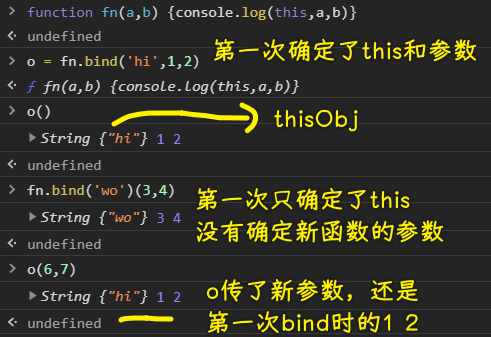 > function fn(a,b) {console.log(this,a,b)}
< undefined
> o = fn.bind('hi',1,2)
第一次确定了this和参数
< ƒ fn(a,b) {console.log(this,a,b)}
> o()
thisObj
▶ String {"hi"} 1 2
< undefined
> fn.bind('wo')(3,4)
第一次只确定了this
▶ String {"wo"} 3 4
没有确定新函数的参数
< undefined
> o(6,7)
▶ String {"hi"} 1 2
o传了新参数，还是
< undefined
第一次bind时的1 2